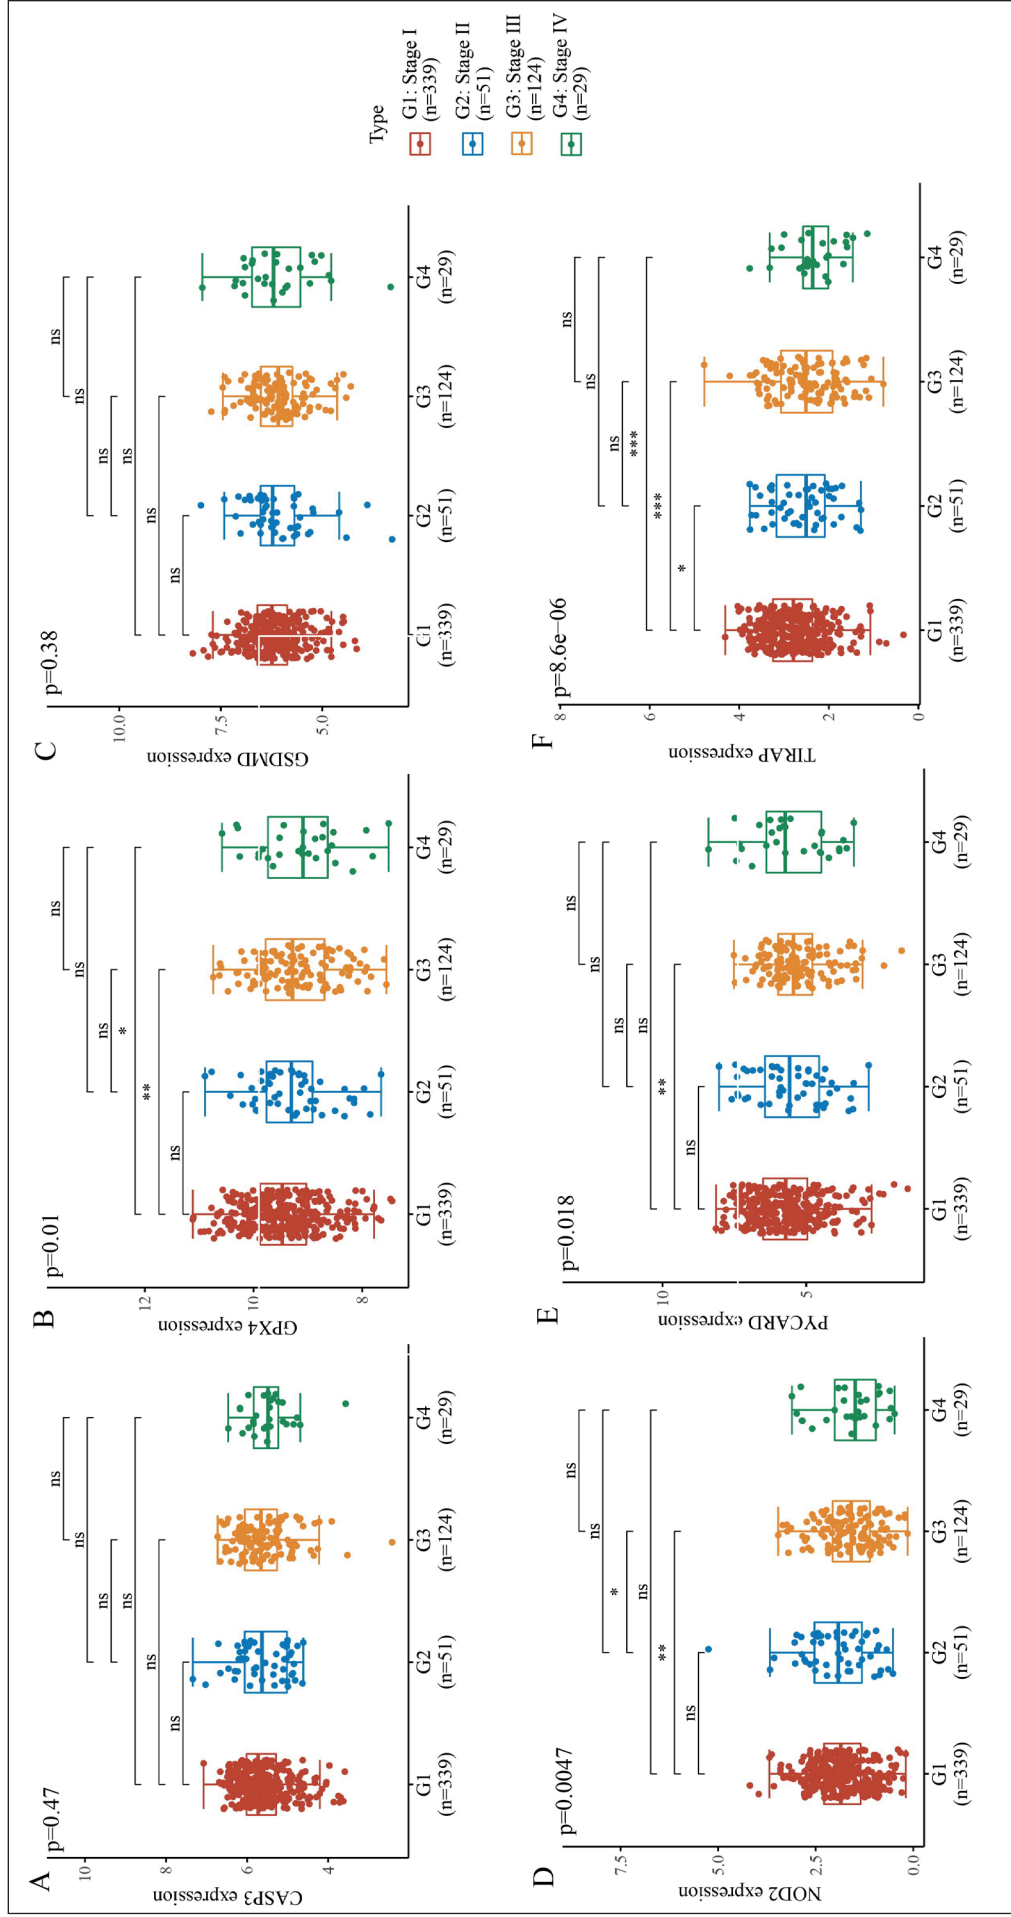 A
p=0.47
CASP3 expression
10
8
6
4
ns
ns
ns
ns
ns
ns
G1
(n=339)
G2
(n=51)
G3
(n=124)
G4
(n=29)
B
p=0.01
GPX4 expression
12
10
8
ns
ns
ns
*
**
ns
G1
(n=339)
G2
(n=51)
G3
(n=124)
G4
(n=29)
C
p=0.38
GSDMD expression
10.0
7.5
5.0
ns
ns
ns
ns
ns
ns
G1
(n=339)
G2
(n=51)
G3
(n=124)
G4
(n=29)
Type
G1: Stage I
(n=339)
G2: Stage II
(n=51)
G3: Stage III
(n=124)
G4: Stage IV
(n=29)
D
p=0.0047
NOD2 expression
7.5
5.0
2.5
0.0
ns
ns
*
ns
**
ns
G1
(n=339)
G2
(n=51)
G3
(n=124)
G4
(n=29)
E
p=0.018
PYCARD expression
10
5
ns
ns
ns
ns
**
ns
G1
(n=339)
G2
(n=51)
G3
(n=124)
G4
(n=29)
F
p=8.6e−06
TIRAP expression
8
6
4
2
0
ns
ns
ns
***
***
*
G1
(n=339)
G2
(n=51)
G3
(n=124)
G4
(n=29)